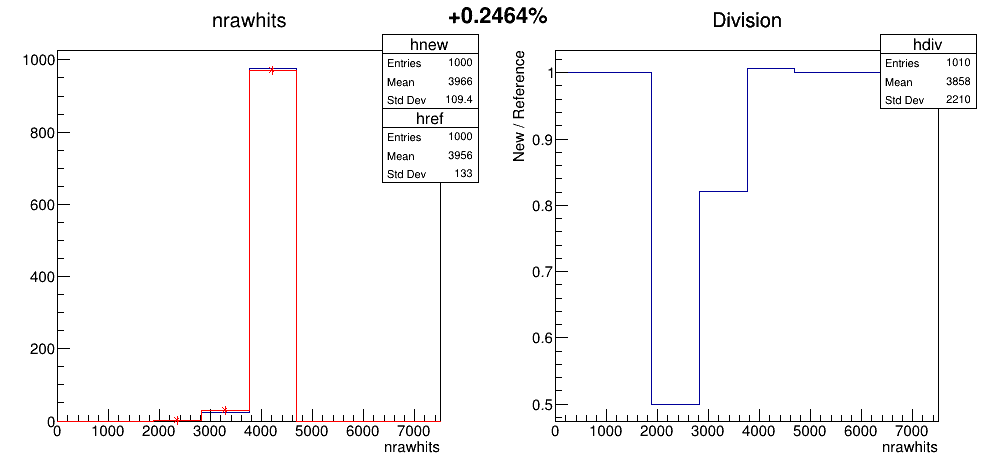 +0.2464%
nrawhits
1000
800
600
400
200
0
0 1000 2000 3000 4000 5000 6000 7000
nrawhits
hnew
Entries 1000
Mean 3966
Std Dev 109.4
href
Entries 1000
Mean 3956
Std Dev 133
Division
New / Reference
1
0.9
0.8
0.7
0.6
0.5
0 1000 2000 3000 4000 5000 6000 7000
nrawhits
hdiv
Entries 1010
Mean 3858
Std Dev 2210